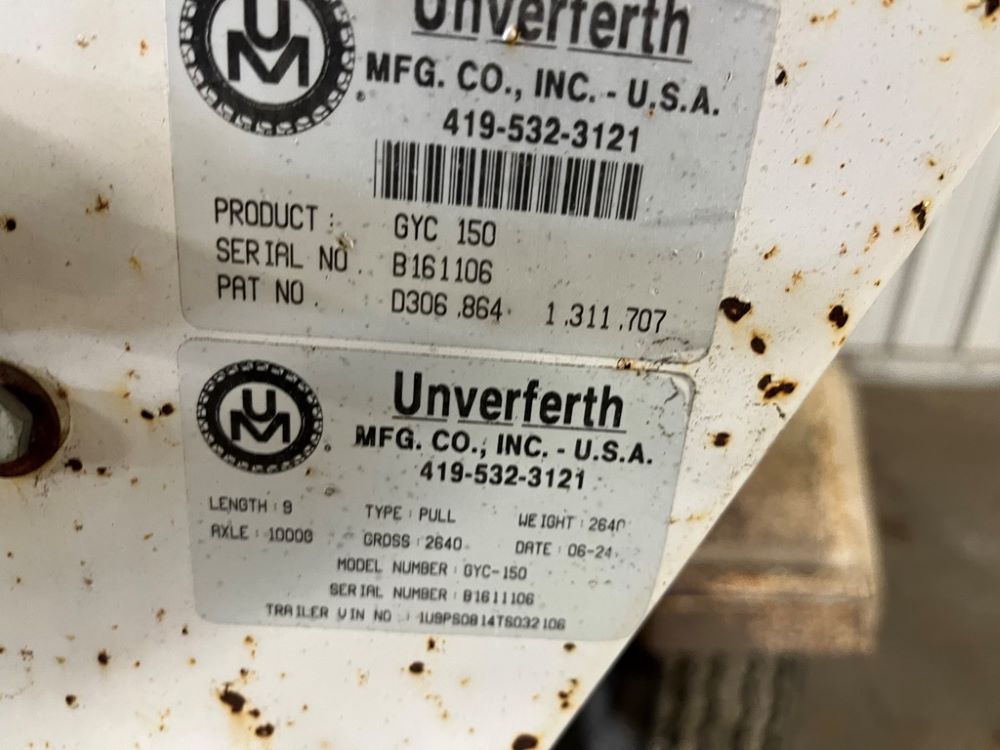 UM
Unverferth
MFG. CO., INC. - U.S.A.
419-532-3121
PRODUCT : GYC 150
SERIAL NO . B161106
PAT NO . D306.864 1.311.707
UM
Unverferth
MFG. CO., INC. - U.S.A.
419-532-3121
LENGTH : 9 TYPE : PULL WEIGHT : 2640
AXLE : 10000 GROSS : 2640 DATE : 06-24
MODEL NUMBER : GYC-150
SERIAL NUMBER : B1611106
TRAILER VIN NO :